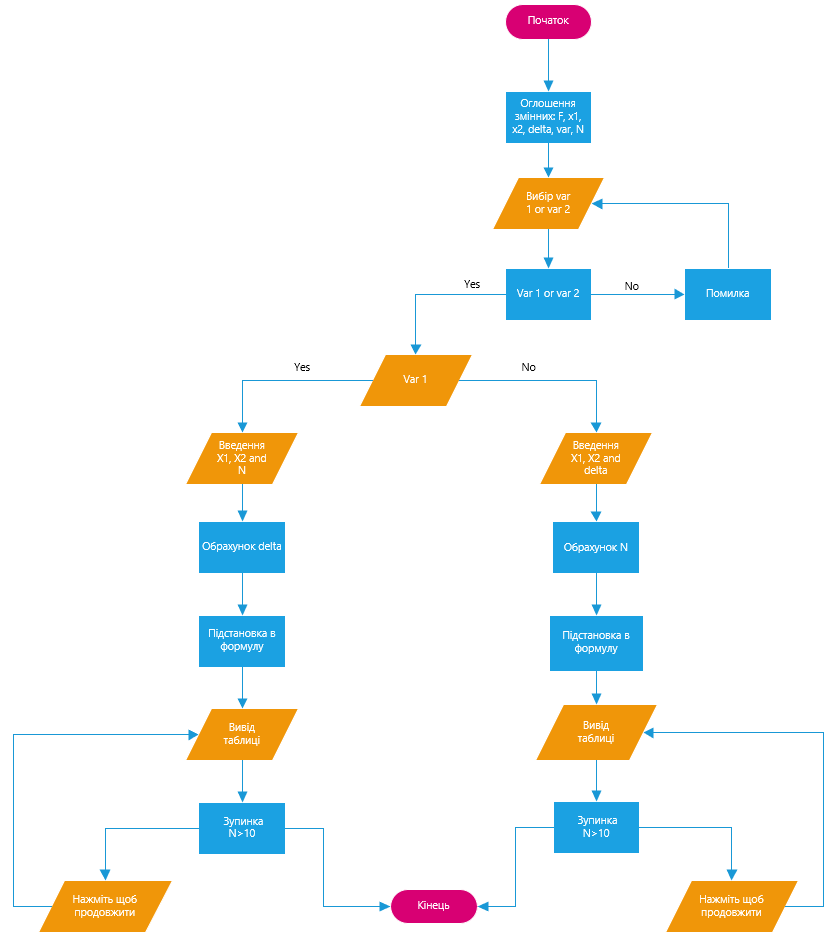 Початок
Оголошення
змінних: F, x1,
x2, delta, var, N
Вибір var
1 or var 2
Yes
Var 1 or var 2
No
Помилка
Yes
Var 1
No
Введення
X1, X2 and
N
Введення
X1, X2 and
delta
Обрахунок delta
Обрахунок N
Підстановка в
формулу
Підстановка в
формулу
Вивід
таблиці
Вивід
таблиці
Зупинка
N>10
Зупинка
N>10
Нажміть щоб
продовжити
Кінець
Нажміть щоб
продовжити